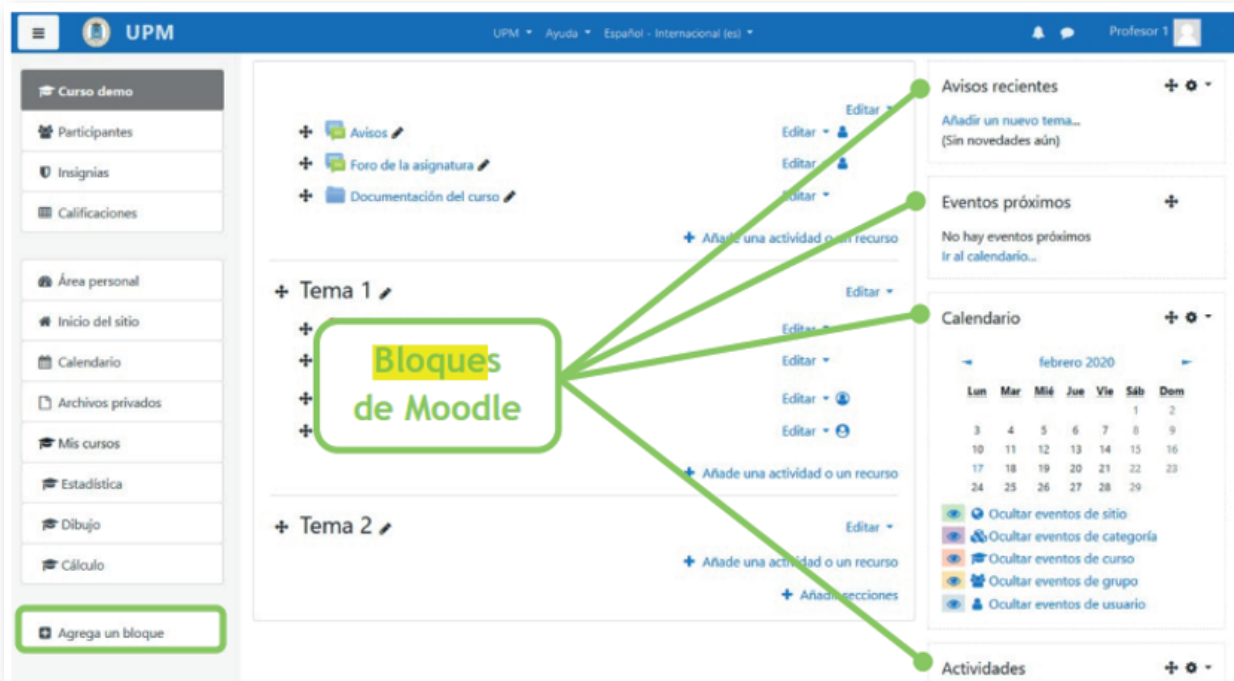 UPM
UPM Ayuda Español - Internacional (es)
Profesor 1
Curso demo
Participantes
Insignias
Calificaciones
Área personal
Inicio del sitio
Calendario
Archivos privados
Mis cursos
Estadística
Dibujo
Cálculo
Agrega un bloque
Editar
Avisos Editar
Foro de la asignatura Editar
Documentación del curso Editar
Añade una actividad o un recurso
Tema 1 Editar
Editar
Editar
Editar
Editar
Añade una actividad o un recurso
Tema 2 Editar
Añade una actividad o un recurso
Añadir secciones
Bloques
de Moodle
Avisos recientes
Añadir un nuevo tema...
(Sin novedades aún)
Eventos próximos
No hay eventos próximos
Ir al calendario...
Calendario
febrero 2020
Lun Mar Mié Jue Vie Sáb Dom
1 2
3 4 5 6 7 8 9
10 11 12 13 14 15 16
17 18 19 20 21 22 23
24 25 26 27 28 29
Ocultar eventos de sitio
Ocultar eventos de categoría
Ocultar eventos de curso
Ocultar eventos de grupo
Ocultar eventos de usuario
Actividades